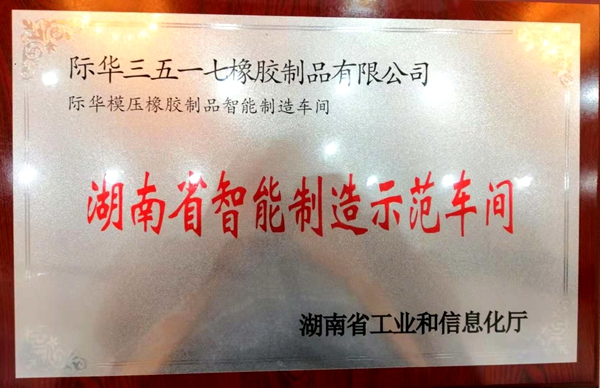 际华三五一七橡胶制品有限公司
际华模压橡胶制品智能制造车间
湖南省智能制造示范车间
湖南省工业和信息化厅